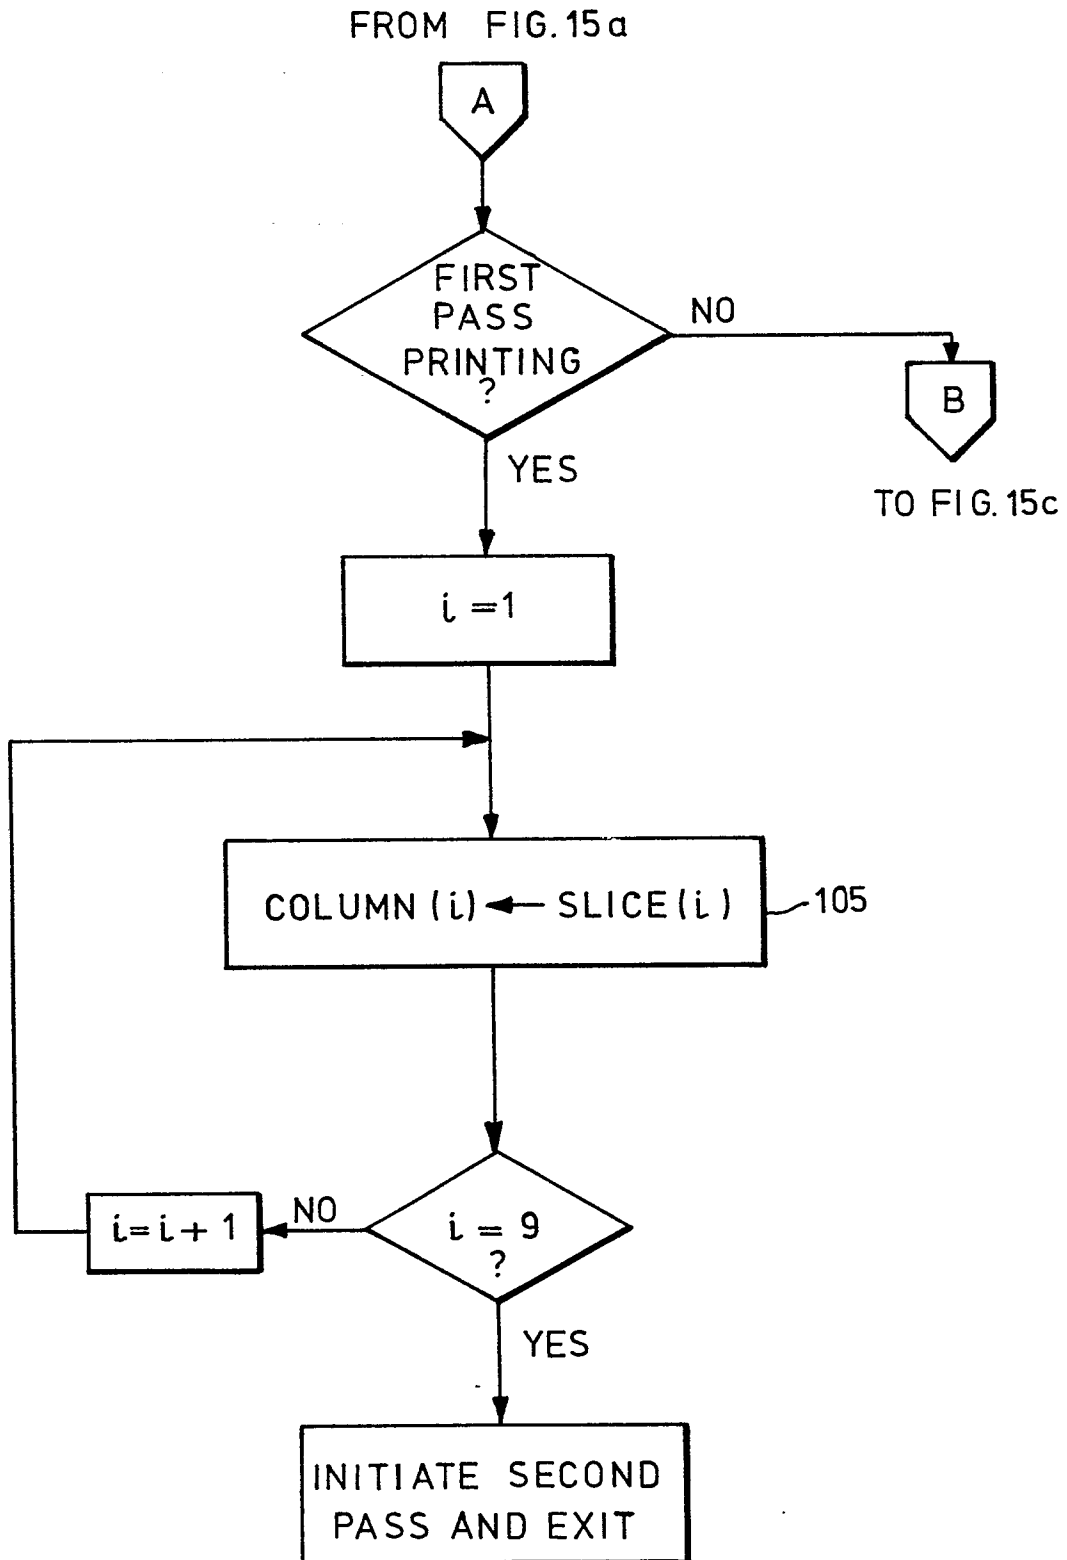 FROM FIG. 15a
A
FIRST
PASS
PRINTING
?
NO
B
TO FIG. 15c
YES
i = 1
COLUMN (i) ← SLICE (i)
105
i = 9
?
NO
i = i + 1
YES
INITIATE SECOND
PASS AND EXIT